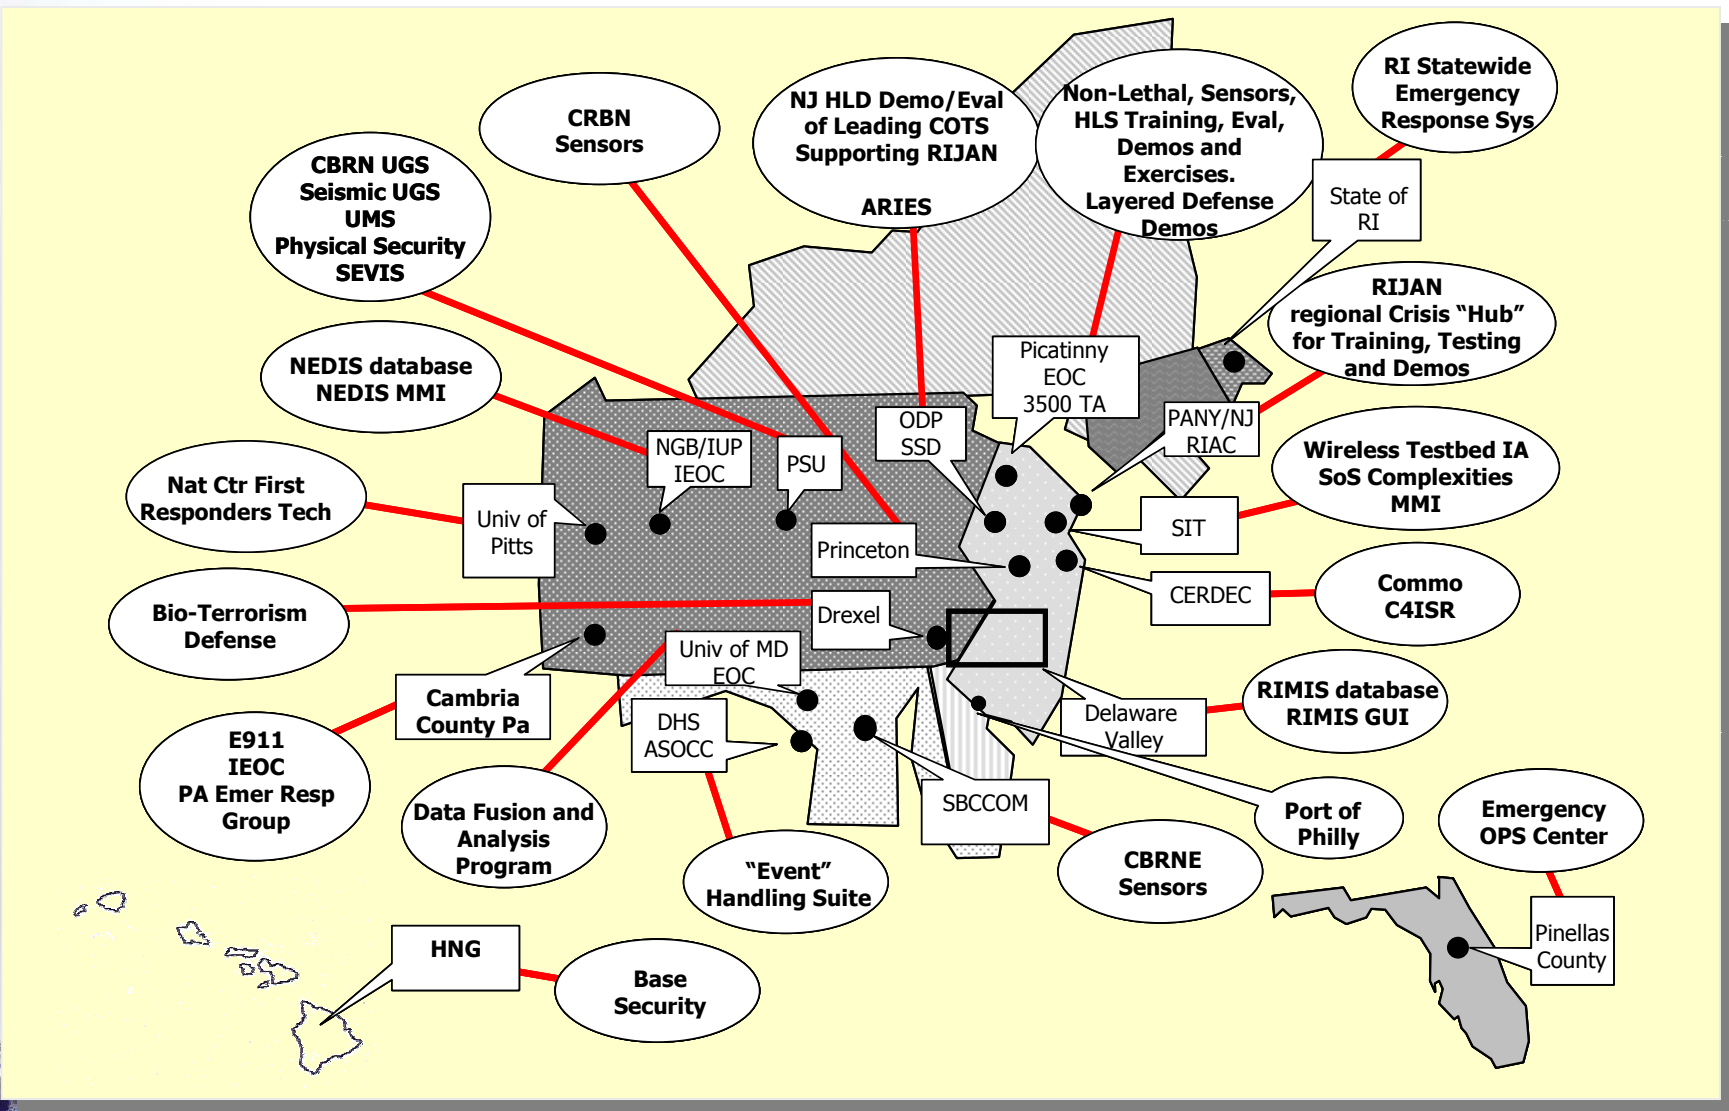 CRBN
Sensors
NJ HLD Demo/Eval
of Leading COTS
Supporting RIJAN
ARIES
Non-Lethal, Sensors,
HLS Training, Eval,
Demos and
Exercises.
Layered Defense
Demos
RI Statewide
Emergency
Response Sys
CBRN UGS
Seismic UGS
UMS
Physical Security
SEVIS
State of
RI
RIJAN
regional Crisis “Hub”
for Training, Testing
and Demos
NEDIS database
NEDIS MMI
Picatinny
EOC
3500 TA
ODP
SSD
PANY/NJ
RIAC
NGB/IUP
IEOC
PSU
Wireless Testbed IA
SoS Complexities
MMI
Nat Ctr First
Responders Tech
Univ of
Pitts
SIT
Princeton
Commo
C4ISR
CERDEC
Bio-Terrorism
Defense
Drexel
Univ of MD
EOC
RIMIS database
RIMIS GUI
Cambria
County Pa
DHS
ASOCC
Delaware
Valley
E911
IEOC
PA Emer Resp
Group
Data Fusion and
Analysis
Program
SBCCOM
Port of
Philly
Emergency
OPS Center
“Event”
Handling Suite
CBRNE
Sensors
HNG
Base
Security
Pinellas
County